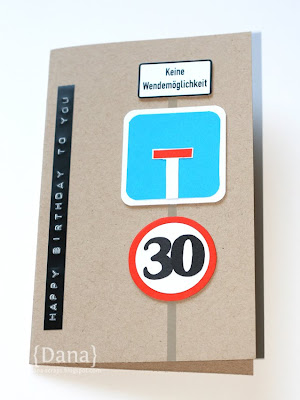 Keine
Wendemöglichkeit
HAPPY BIRTHDAY TO YOU
30
{Dana}